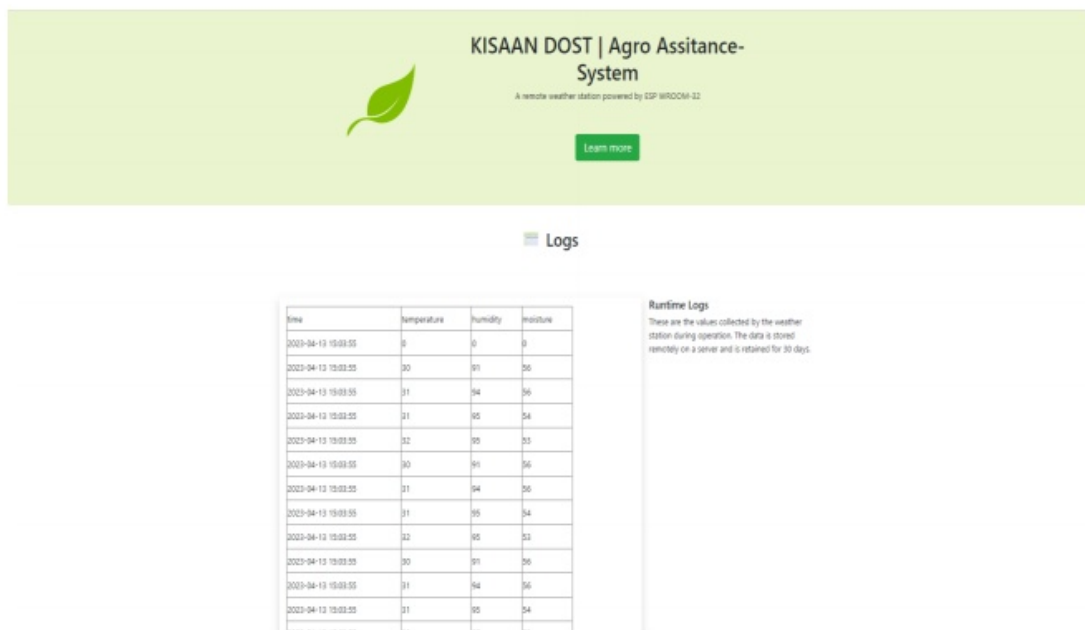 KISAAN DOST | Agro Assitance-
System
A remote weather station powered by ESP WROOM-32
Learn more
Logs
time temperature humidity moisture
2023-04-13 15:03:55 0 0 0
2023-04-13 15:03:55 30 91 56
2023-04-13 15:03:55 31 94 56
2023-04-13 15:03:55 31 95 54
2023-04-13 15:03:55 32 95 53
2023-04-13 15:03:55 30 91 56
2023-04-13 15:03:55 31 94 56
2023-04-13 15:03:55 31 95 54
2023-04-13 15:03:55 32 95 53
2023-04-13 15:03:55 30 91 56
2023-04-13 15:03:55 31 94 56
2023-04-13 15:03:55 31 95 54
Runtime Logs
These are the values collected by the weather
station during operation. The data is stored
remotely on a server and is retained for 30 days.